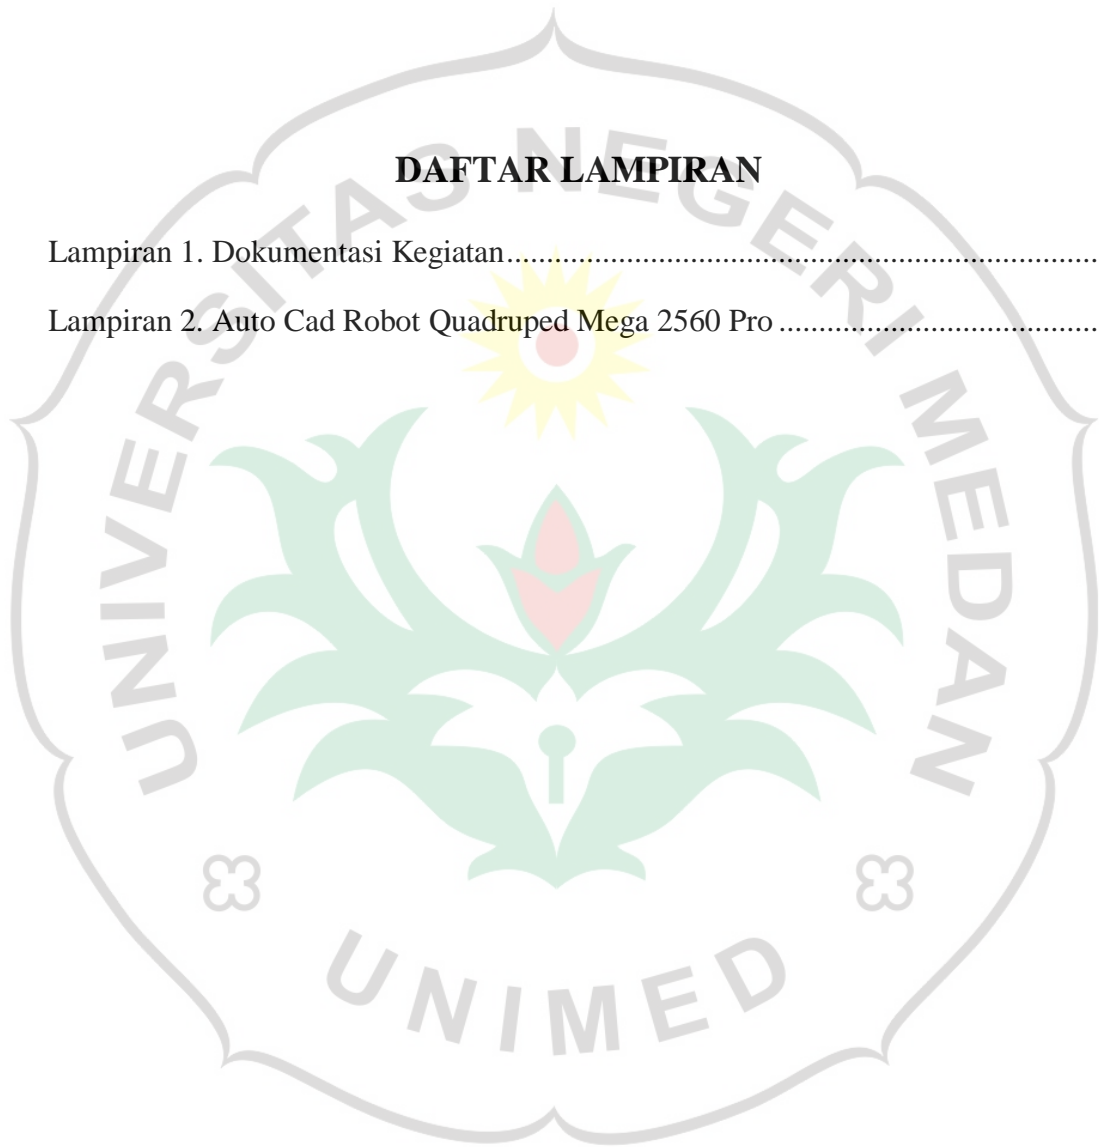 DAFTAR LAMPIRAN
Lampiran 1. Dokumentasi Kegiatan..........................................................................
Lampiran 2. Auto Cad Robot Quadruped Mega 2560 Pro ........................................
UNIVERSITAS NEGERI MEDAN
UNIMED